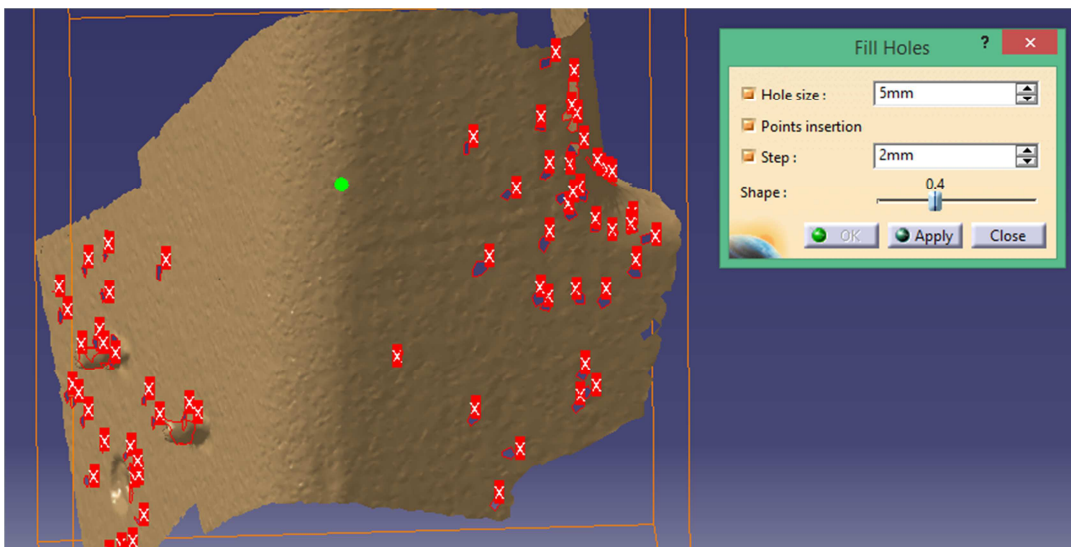 Fill Holes ? ×
Hole size : 5mm
Points insertion
Step : 2mm
0.4
Shape :
OK Apply Close